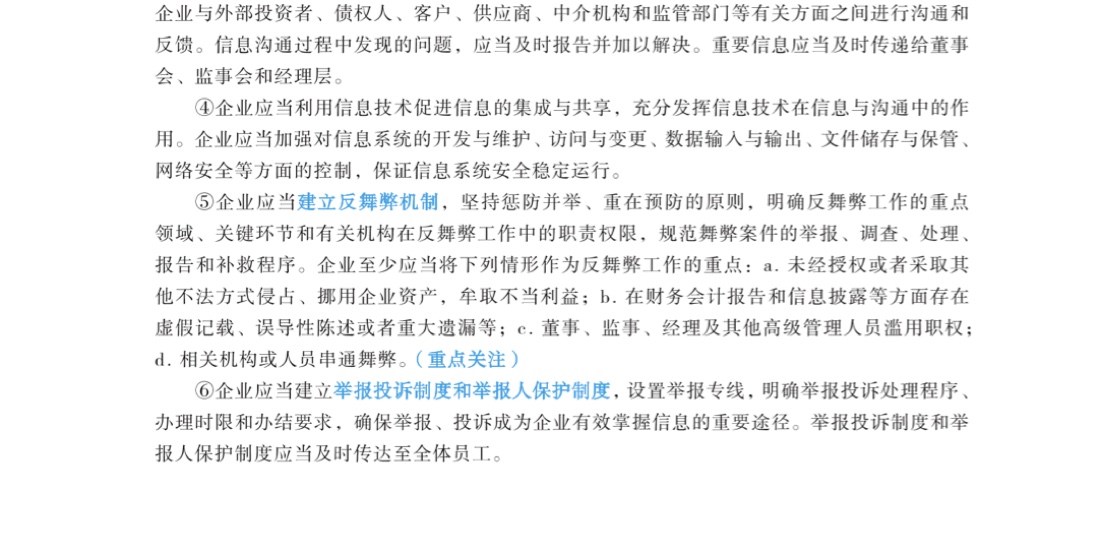 企业与外部投资者、债权人、客户、供应商、中介机构和监管部门等有关方面之间进行沟通和
反馈。信息沟通过程中发现的问题，应当及时报告并加以解决。重要信息应当及时传递给董事
会、监事会和经理层。
④企业应当利用信息技术促进信息的集成与共享，充分发挥信息技术在信息与沟通中的作
用。企业应当加强对信息系统的开发与维护、访问与变更、数据输入与输出、文件储存与保管、
网络安全等方面的控制，保证信息系统安全稳定运行。
⑤企业应当建立反舞弊机制，坚持惩防并举、重在预防的原则，明确反舞弊工作的重点
领域、关键环节和有关机构在反舞弊工作中的职责权限，规范舞弊案件的举报、调查、处理、
报告和补救程序。企业至少应当将下列情形作为反舞弊工作的重点：a. 未经授权或者采取其
他不法方式侵占、挪用企业资产，牟取不当利益；b. 在财务会计报告和信息披露等方面存在
虚假记载、误导性陈述或者重大遗漏等；c. 董事、监事、经理及其他高级管理人员滥用职权；
d. 相关机构或人员串通舞弊。（重点关注）
⑥企业应当建立举报投诉制度和举报人保护制度，设置举报专线，明确举报投诉处理程序、
办理时限和办结要求，确保举报、投诉成为企业有效掌握信息的重要途径。举报投诉制度和举
报人保护制度应当及时传达至全体员工。